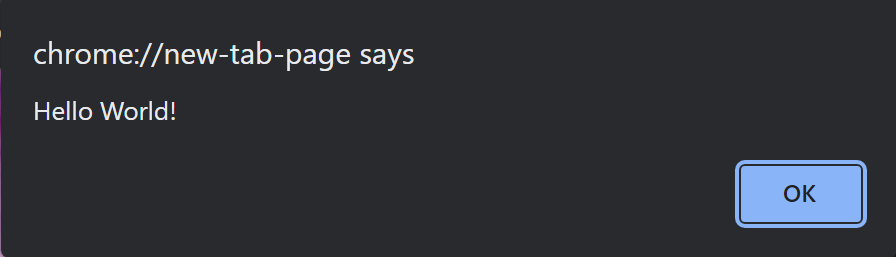 chrome://new-tab-page says
Hello World!
OK